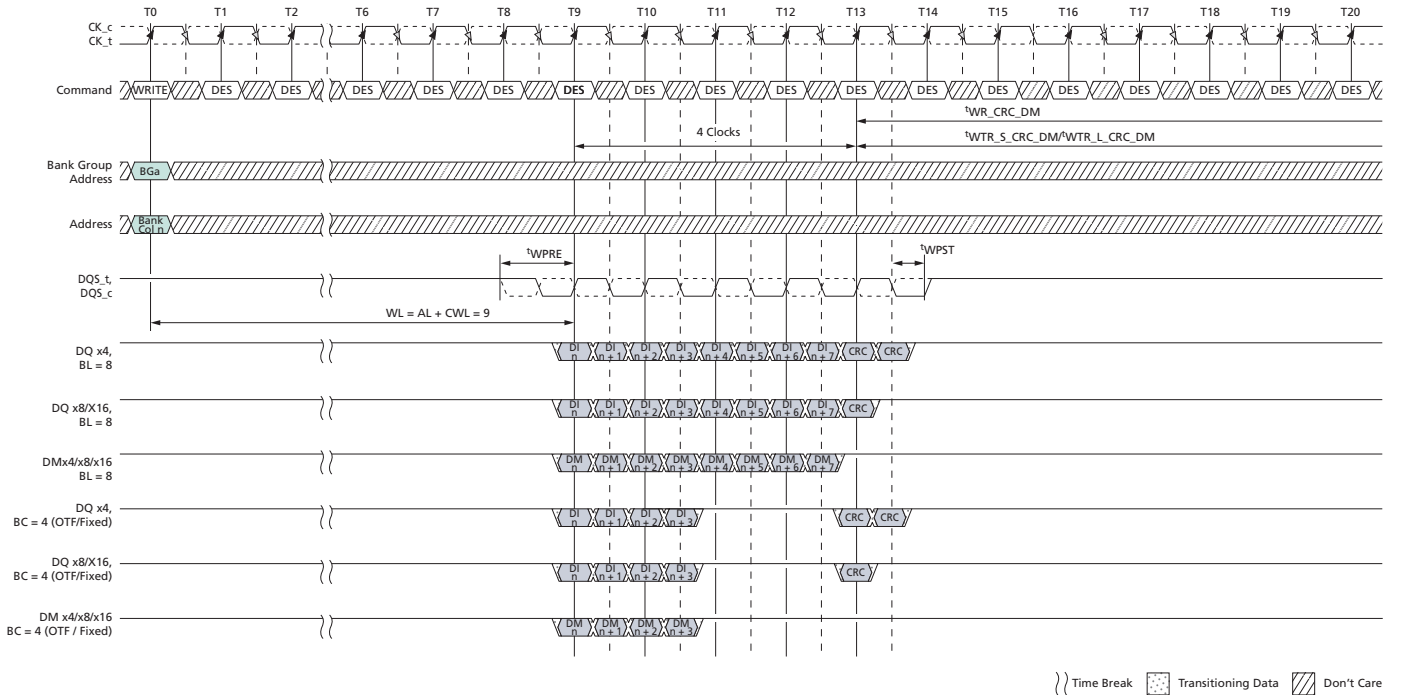 T0 T1 T2 T6 T7 T8 T9 T10 T11 T12 T13 T14 T15 T16 T17 T18 T19 T20
CK_c
CK_t
Command WRITE DES DES DES DES DES DES DES DES DES DES DES DES DES DES DES DES DES
tWR_CRC_DM
4 Clocks tWTR_S_CRC_DM/tWTR_L_CRC_DM
Bank Group
Address
BGa
Address
Bank
Col n
tWPRE tWPST
DQS_t,
DQS_c
WL = AL + CWL = 9
DQ x4,
BL = 8
DI n DI n + 1 DI n + 2 DI n + 3 DI n + 4 DI n + 5 DI n + 6 DI n + 7 CRC CRC
DQ x8/X16,
BL = 8
DI n DI n + 1 DI n + 2 DI n + 3 DI n + 4 DI n + 5 DI n + 6 DI n + 7 CRC
DMx4/x8/x16
BL = 8
DM n DM n + 1 DM n + 2 DM n + 3 DM n + 4 DM n + 5 DM n + 6 DM n + 7
DQ x4,
BC = 4 (OTF/Fixed)
DI n DI n + 1 DI n + 2 DI n + 3 CRC CRC
DQ x8/X16,
BC = 4 (OTF/Fixed)
DI n DI n + 1 DI n + 2 DI n + 3 CRC
DM x4/x8/x16
BC = 4 (OTF / Fixed)
DM n DM n + 1 DM n + 2 DM n + 3
Time Break Transitioning Data Don't Care